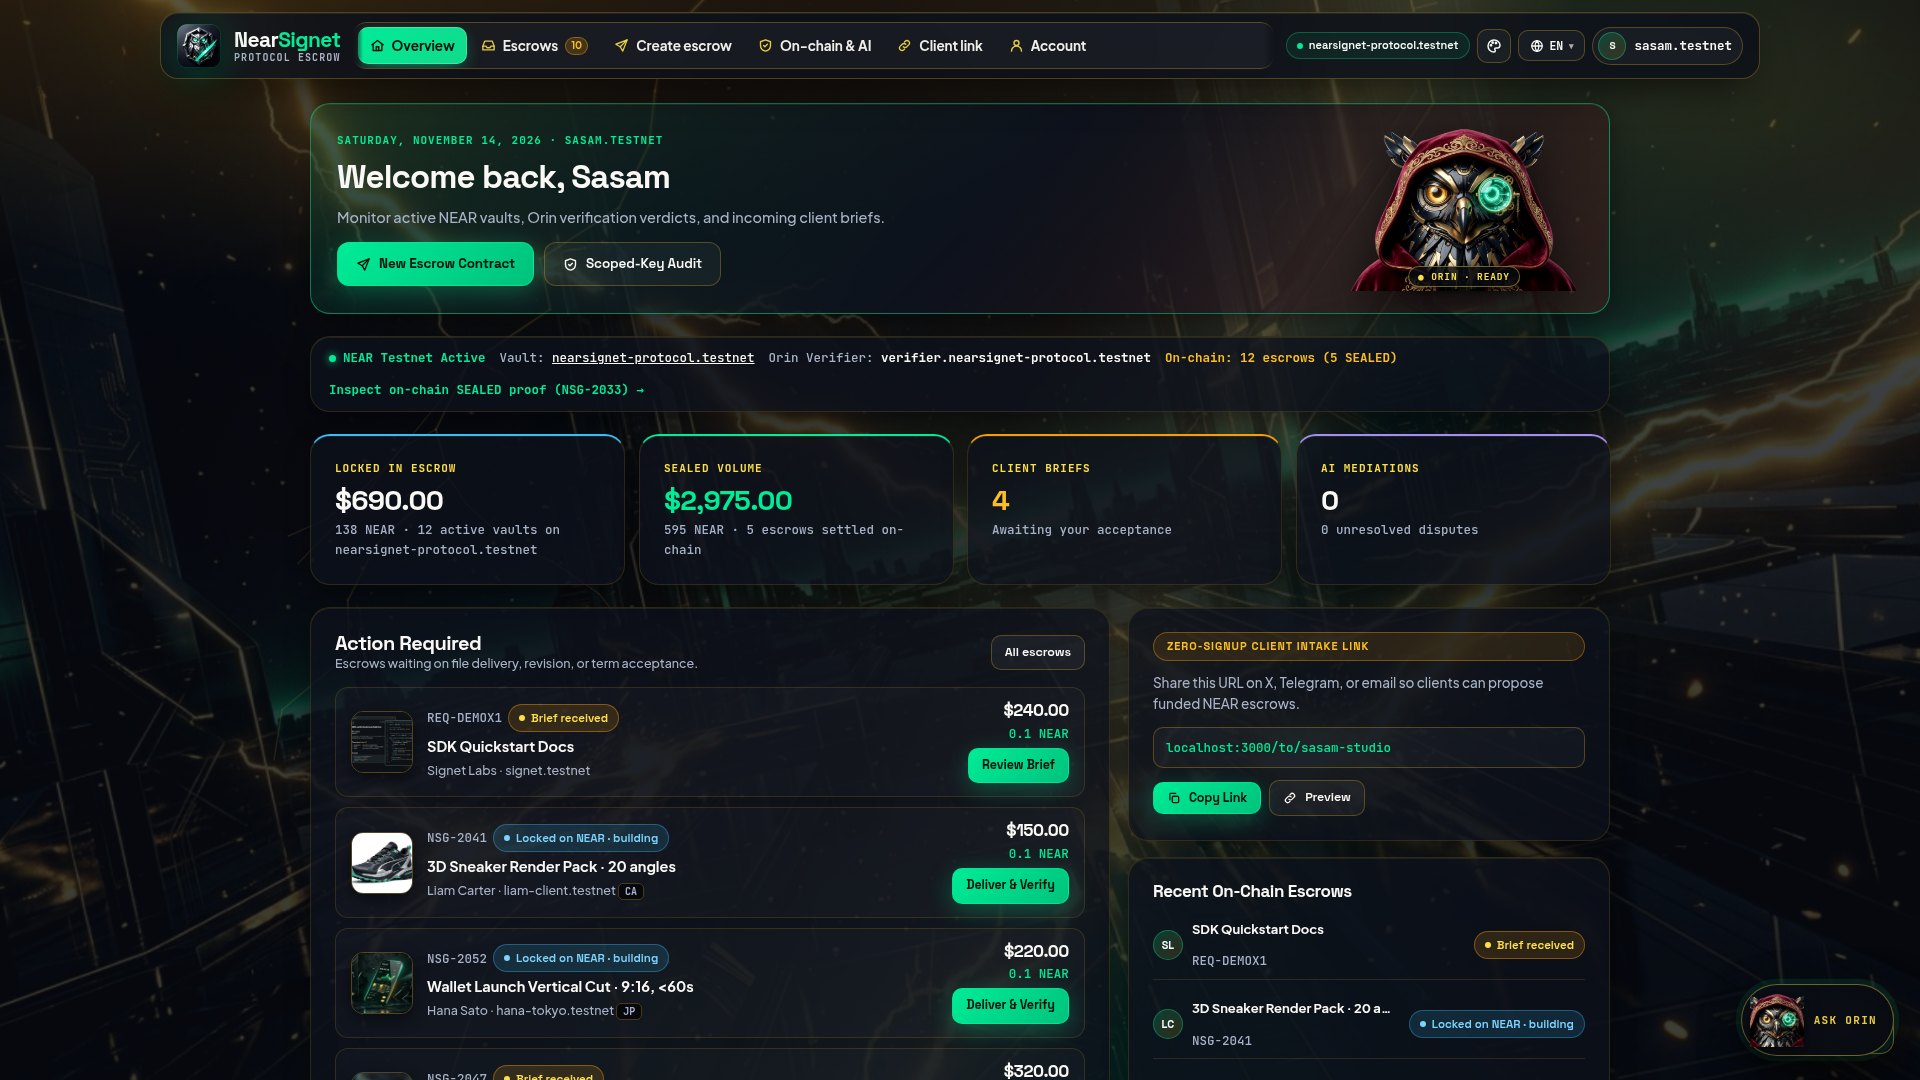 NearSignet
PROTOCOL ESCROW
Overview
Escrows 10
Create escrow
On-chain & AI
Client link
Account
nearsignet-protocol.testnet
EN ▾
S sasam.testnet
SATURDAY, NOVEMBER 14, 2026 · SASAM.TESTNET
Welcome back, Sasam
Monitor active NEAR vaults, Orin verification verdicts, and incoming client briefs.
New Escrow Contract
Scoped-Key Audit
ORIN · READY
NEAR Testnet Active Vault: nearsignet-protocol.testnet Orin Verifier: verifier.nearsignet-protocol.testnet On-chain: 12 escrows (5 SEALED)
Inspect on-chain SEALED proof (NSG-2033) →
LOCKED IN ESCROW
$690.00
138 NEAR · 12 active vaults on
nearsignet-protocol.testnet
SEALED VOLUME
$2,975.00
595 NEAR · 5 escrows settled on-
chain
CLIENT BRIEFS
4
Awaiting your acceptance
AI MEDIATIONS
0
0 unresolved disputes
Action Required
Escrows waiting on file delivery, revision, or term acceptance.
All escrows
REQ-DEMOX1 Brief received
SDK Quickstart Docs
Signet Labs · signet.testnet
$240.00
0.1 NEAR
Review Brief
NSG-2041 Locked on NEAR · building
3D Sneaker Render Pack · 20 angles
Liam Carter · liam-client.testnet CA
$150.00
0.1 NEAR
Deliver & Verify
NSG-2052 Locked on NEAR · building
Wallet Launch Vertical Cut · 9:16, <60s
Hana Sato · hana-tokyo.testnet JP
$220.00
0.1 NEAR
Deliver & Verify
NSG-2047 Brief received
$320.00
ZERO-SIGNUP CLIENT INTAKE LINK
Share this URL on X, Telegram, or email so clients can propose
funded NEAR escrows.
localhost:3000/to/sasam-studio
Copy Link
Preview
Recent On-Chain Escrows
SL
SDK Quickstart Docs
REQ-DEMOX1
Brief received
LC
3D Sneaker Render Pack · 20 a…
NSG-2041
Locked on NEAR · building
ASK ORIN